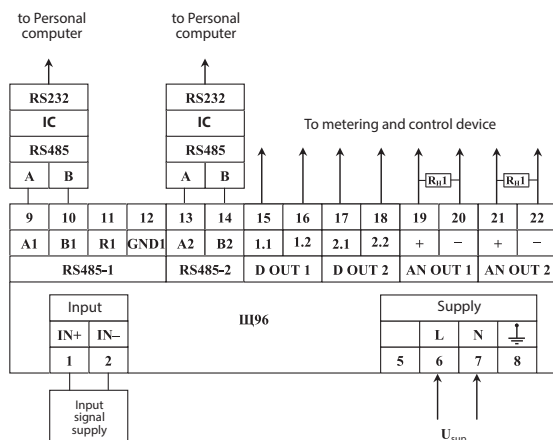 to Personal
computer
to Personal
computer
RS232
IC
RS485
A B
RS232
IC
RS485
A B
To metering and control device
R_H1
R_H1
9 10 11 12 13 14 15 16 17 18 19 20 21 22
A1 B1 R1 GND1 A2 B2 1.1 1.2 2.1 2.2 + − + −
RS485-1 RS485-2 D OUT 1 D OUT 2 AN OUT 1 AN OUT 2
Input
IN+ IN−
1 2
Щ96
Supply
L N
5 6 7 8
Input
signal
supply
U_sup